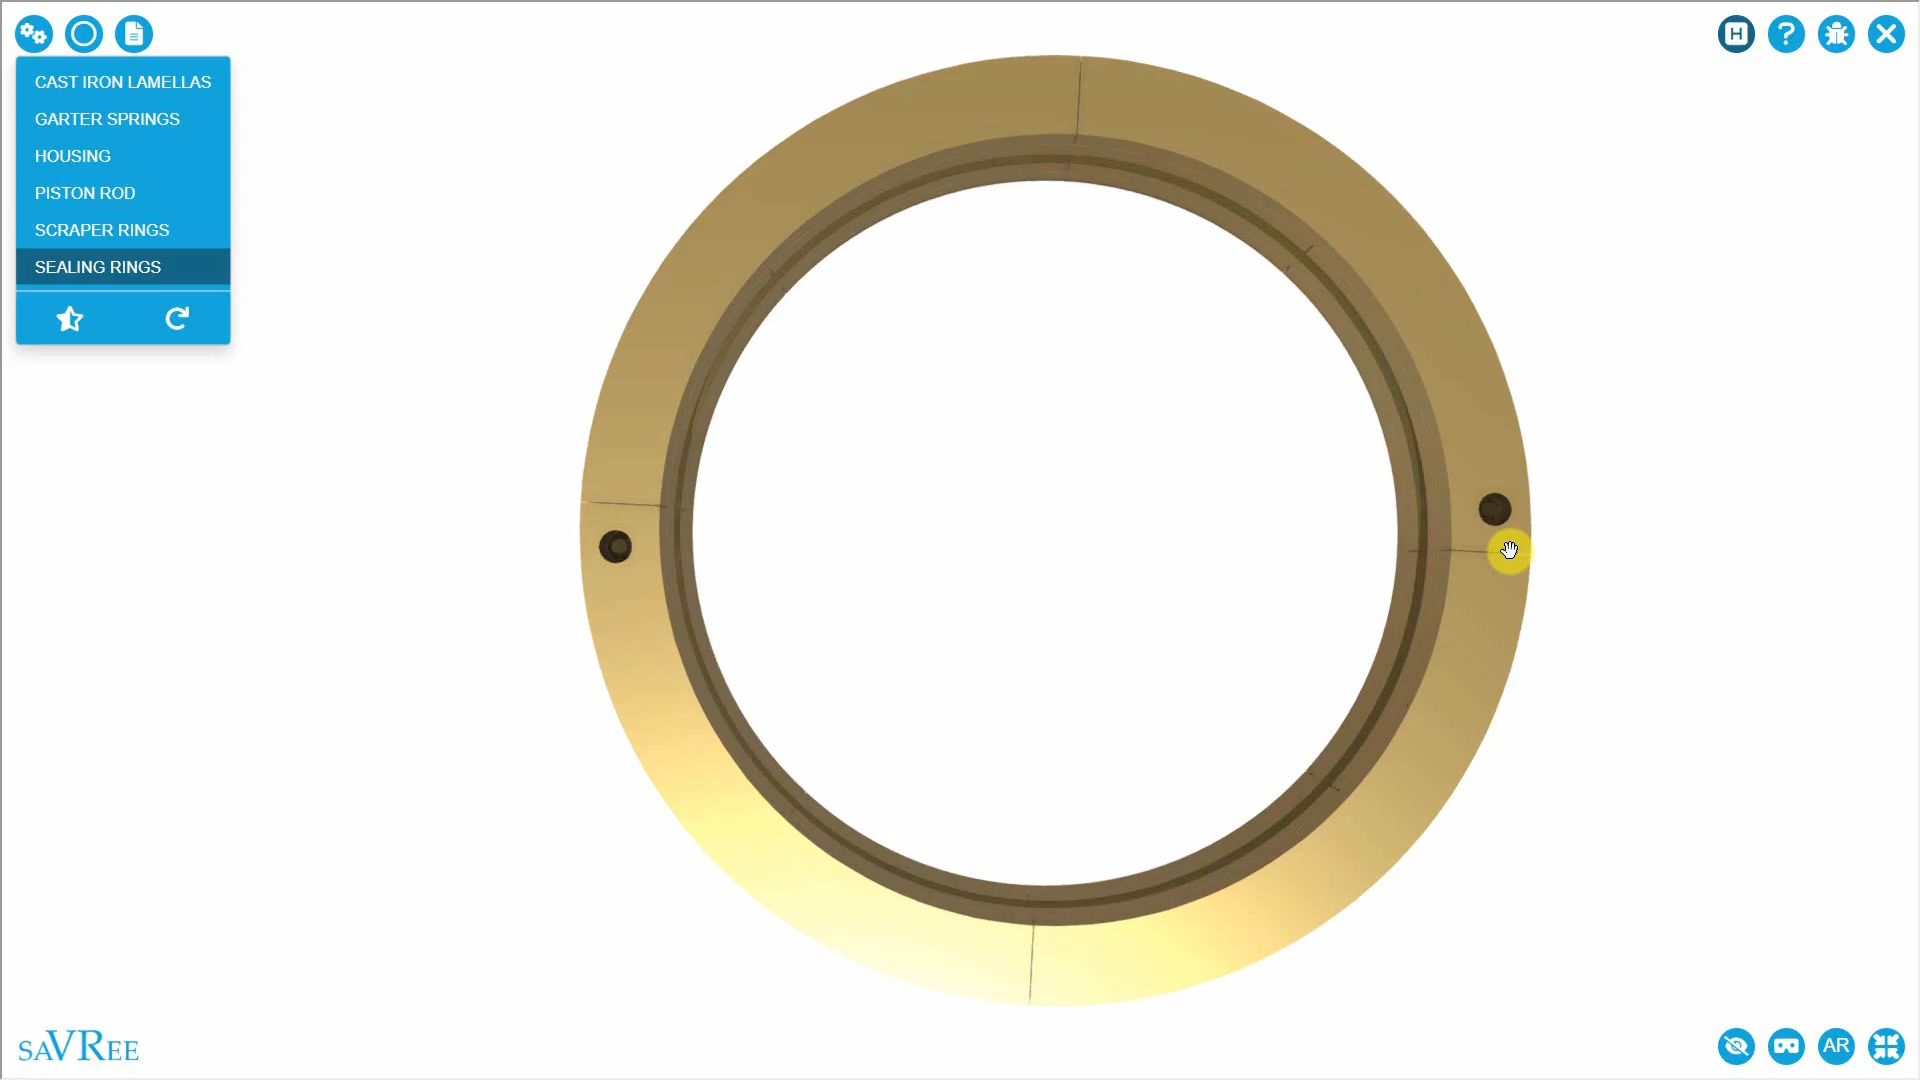 H
?
CAST IRON LAMELLAS
GARTER SPRINGS
HOUSING
PISTON ROD
SCRAPER RINGS
SEALING RINGS
saVRee
AR